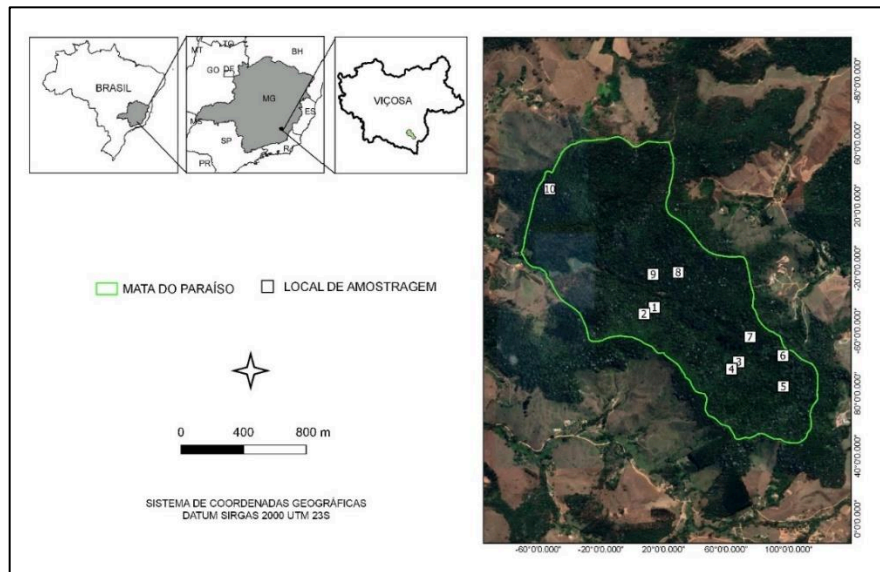 BRASIL
MT
TO
BH
GO
DF
MG
MS
ES
SP
RJ
PR
VIÇOSA
MATA DO PARAÍSO
LOCAL DE AMOSTRAGEM
0 400 800 m
SISTEMA DE COORDENADAS GEOGRÁFICAS
DATUM SIRGAS 2000 UTM 23S
10
9
8
1
2
7
6
3
4
5
-80°0'0.000"
60°0'0.000"
20°0'0.000"
-20°0'0.000"
-60°0'0.000"
80°0'0.000"
40°0'0.000"
0°0'0.000"
-60°0'0.000" -20°0'0.000" 20°0'0.000" 60°0'0.000" 100°0'0.000"